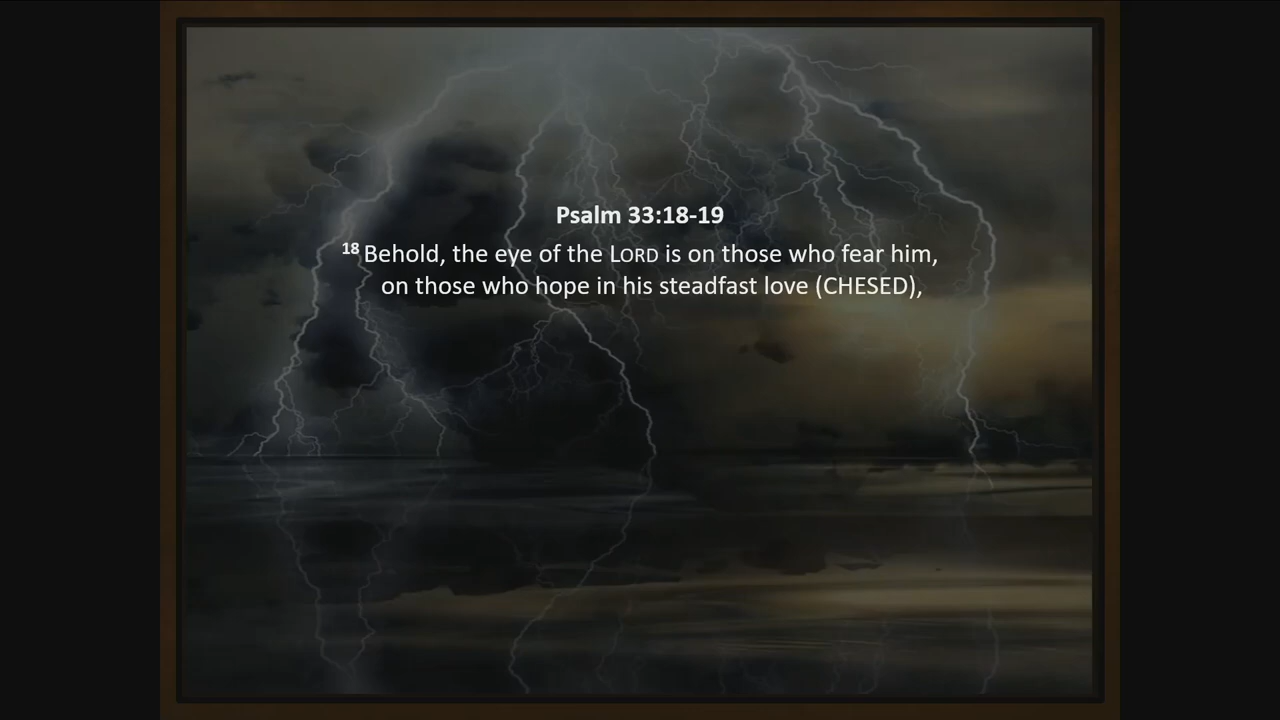 Psalm 33:18-19
18 Behold, the eye of the LORD is on those who fear him,
on those who hope in his steadfast love (CHESED),